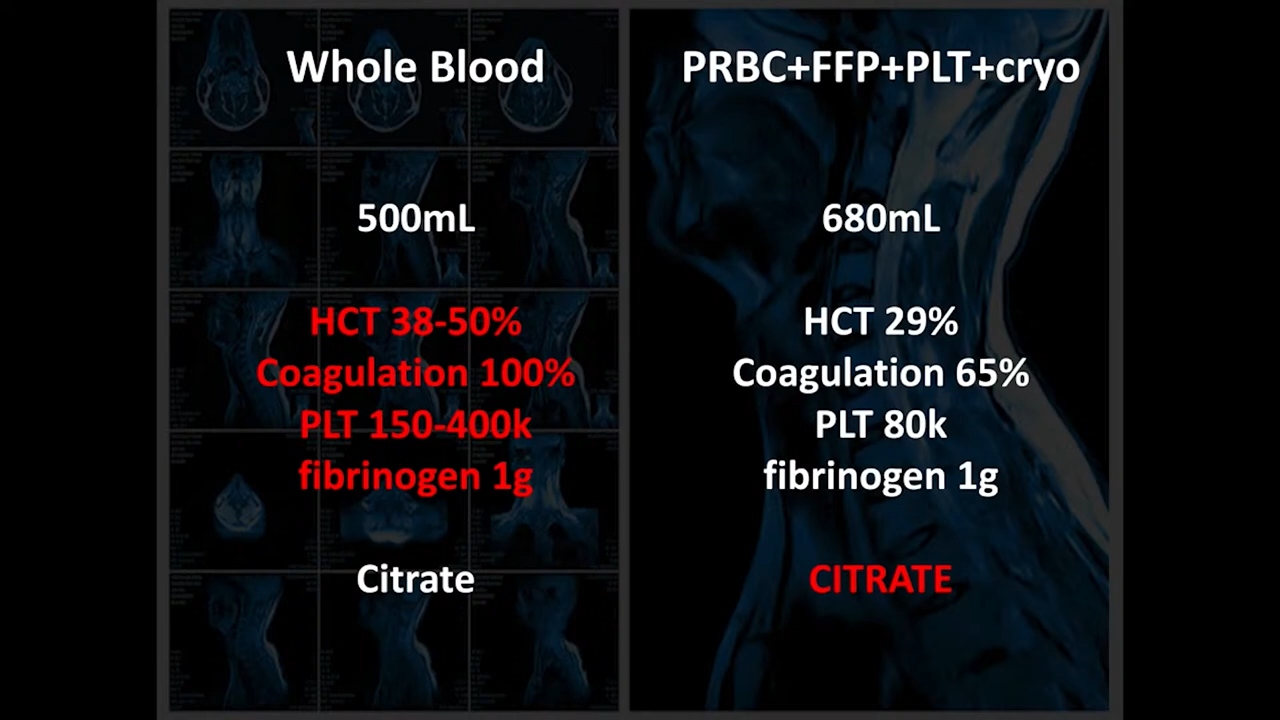 Whole Blood
500mL
HCT 38-50%
Coagulation 100%
PLT 150-400k
fibrinogen 1g
Citrate
PRBC+FFP+PLT+cryo
680mL
HCT 29%
Coagulation 65%
PLT 80k
fibrinogen 1g
CITRATE